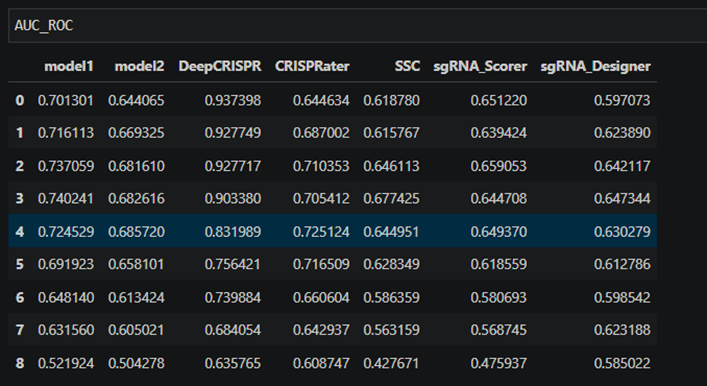 AUC_ROC
model1 model2 DeepCRISPR CRISPRater SSC sgRNA_Scorer sgRNA_Designer
0 0.701301 0.644065 0.937398 0.644634 0.618780 0.651220 0.597073
1 0.716113 0.669325 0.927749 0.687002 0.615767 0.639424 0.623890
2 0.737059 0.681610 0.927717 0.710353 0.646113 0.659053 0.642117
3 0.740241 0.682616 0.903380 0.705412 0.677425 0.644708 0.647344
4 0.724529 0.685720 0.831989 0.725124 0.644951 0.649370 0.630279
5 0.691923 0.658101 0.756421 0.716509 0.628349 0.618559 0.612786
6 0.648140 0.613424 0.739884 0.660604 0.586359 0.580693 0.598542
7 0.631560 0.605021 0.684054 0.642937 0.563159 0.568745 0.623188
8 0.521924 0.504278 0.635765 0.608747 0.427671 0.475937 0.585022